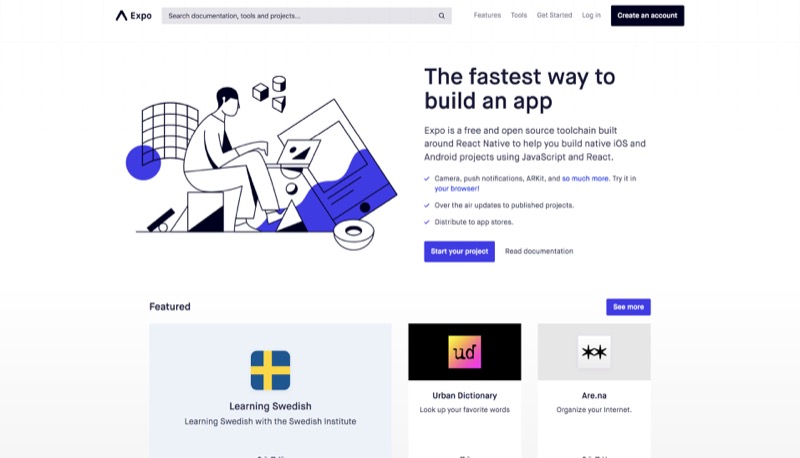 Expo
Search documentation, tools and projects...
Features
Tools
Get Started
Log in
Create an account
The fastest way to
build an app
Expo is a free and open source toolchain built
around React Native to help you build native iOS and
Android projects using JavaScript and React.
Camera, push notifications, ARKit, and so much more. Try it in
your browser!
Over the air updates to published projects.
Distribute to app stores.
Start your project
Read documentation
Featured
See more
Learning Swedish
Learning Swedish with the Swedish Institute
ud
Urban Dictionary
Look up your favorite words
Are.na
Organize your Internet.